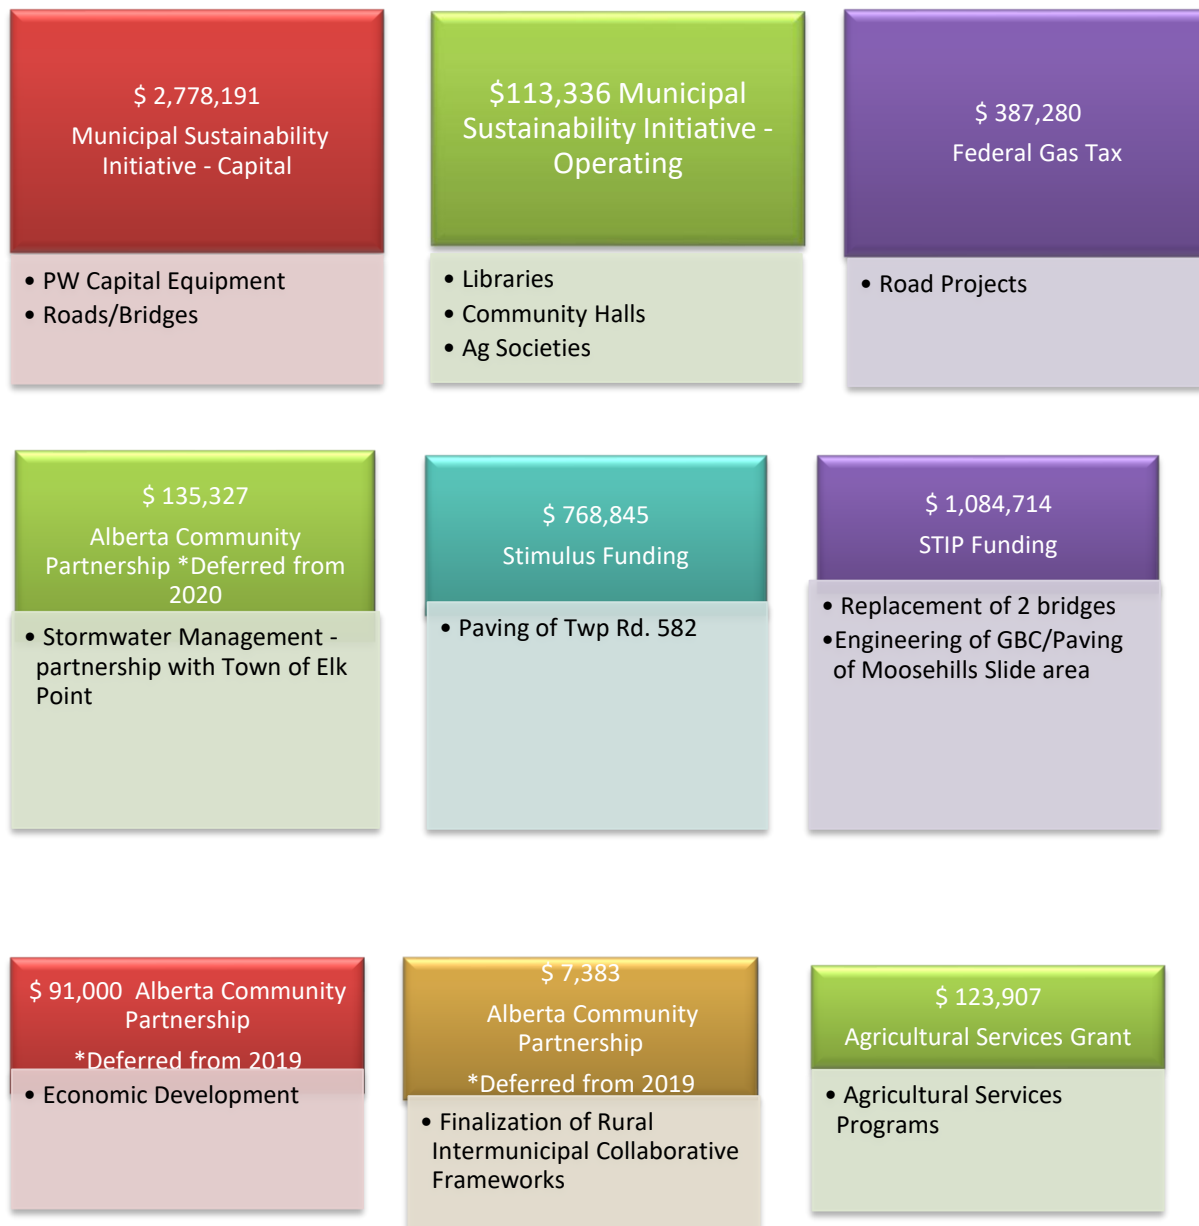 $ 2,778,191
Municipal Sustainability
Initiative - Capital
• PW Capital Equipment
• Roads/Bridges
$113,336 Municipal
Sustainability Initiative -
Operating
• Libraries
• Community Halls
• Ag Societies
$ 387,280
Federal Gas Tax
• Road Projects
$ 135,327
Alberta Community
Partnership *Deferred from
2020
• Stormwater Management -
partnership with Town of Elk
Point
$ 768,845
Stimulus Funding
• Paving of Twp Rd. 582
$ 1,084,714
STIP Funding
• Replacement of 2 bridges
•Engineering of GBC/Paving
of Moosehills Slide area
$ 91,000 Alberta Community
Partnership
*Deferred from 2019
• Economic Development
$ 7,383
Alberta Community
Partnership
*Deferred from 2019
• Finalization of Rural
Intermunicipal Collaborative
Frameworks
$ 123,907
Agricultural Services Grant
• Agricultural Services
Programs